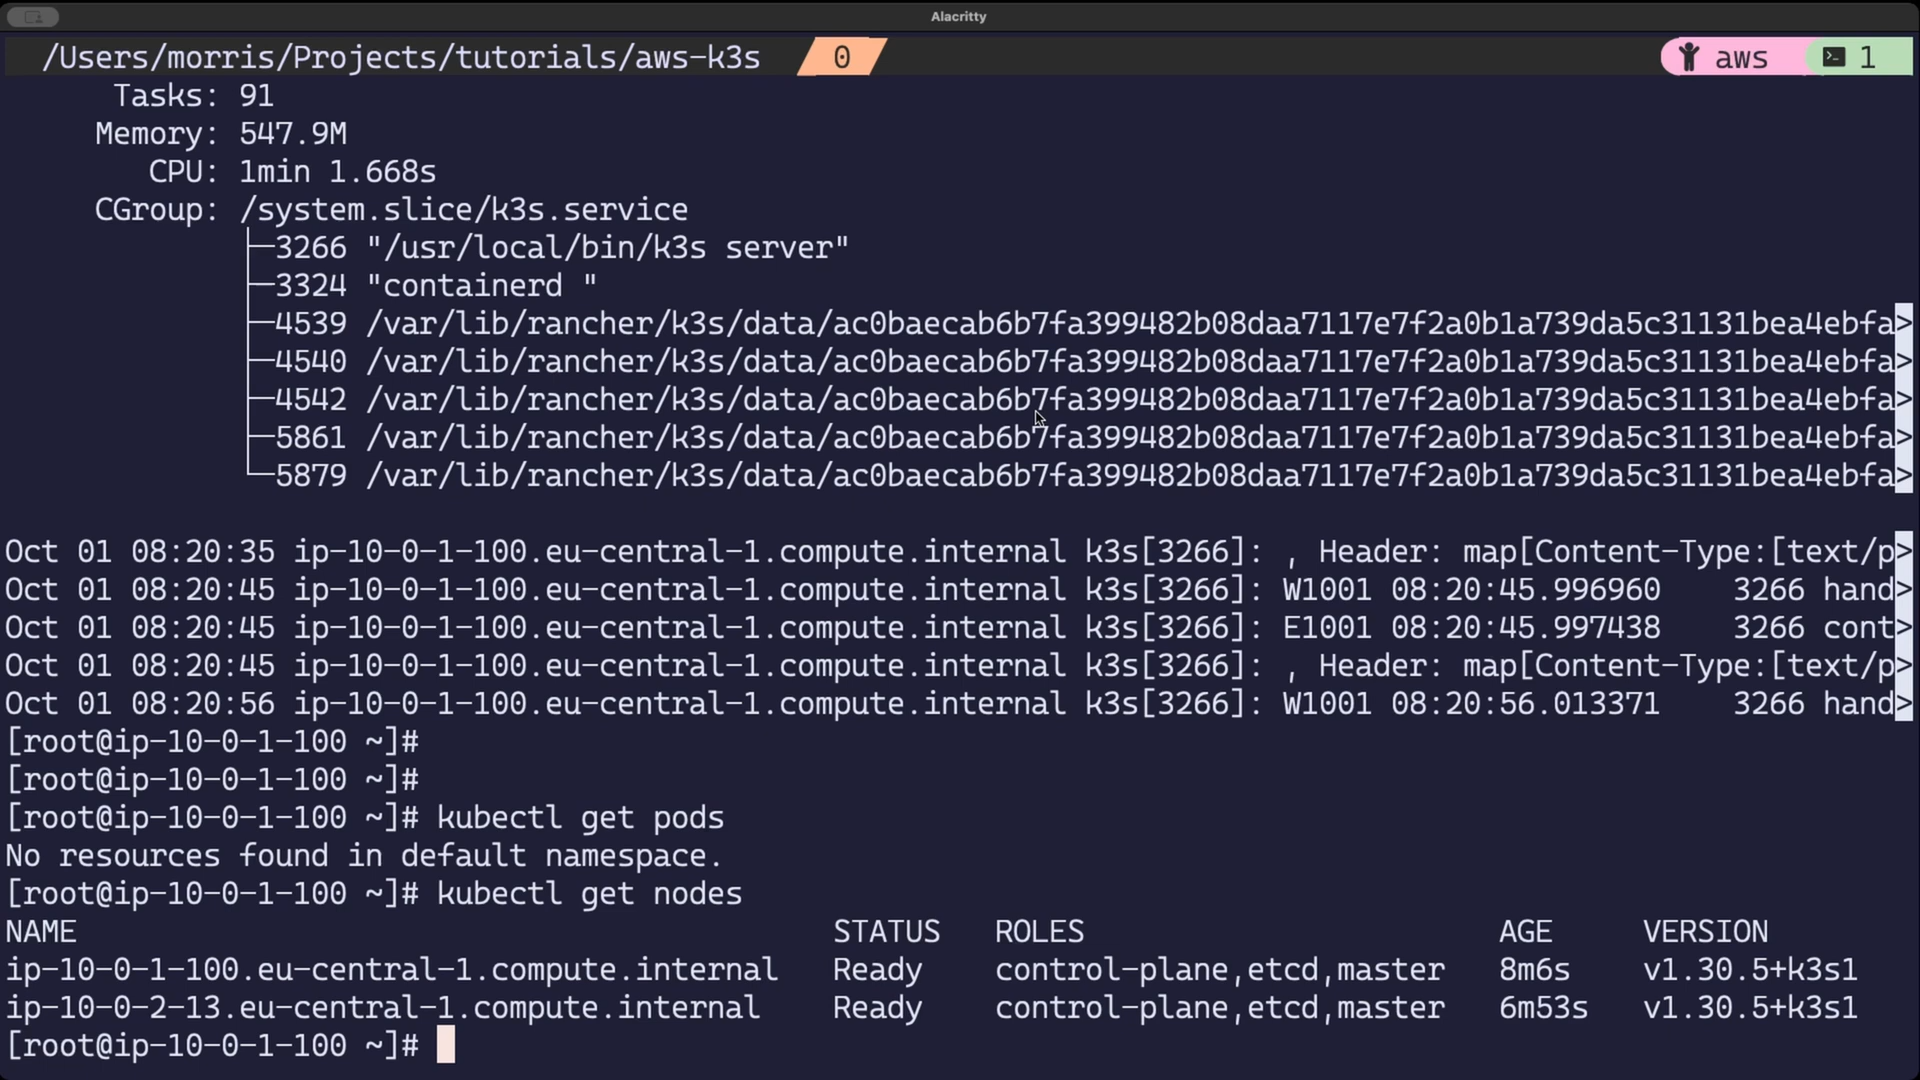 Alacritty
/Users/morris/Projects/tutorials/aws-k3s 0 aws 1
Tasks: 91
Memory: 547.9M
CPU: 1min 1.668s
CGroup: /system.slice/k3s.service
├─3266 "/usr/local/bin/k3s server"
├─3324 "containerd "
├─4539 /var/lib/rancher/k3s/data/ac0baecab6b7fa399482b08daa7117e7f2a0b1a739da5c31131bea4ebfa>
├─4540 /var/lib/rancher/k3s/data/ac0baecab6b7fa399482b08daa7117e7f2a0b1a739da5c31131bea4ebfa>
├─4542 /var/lib/rancher/k3s/data/ac0baecab6b7fa399482b08daa7117e7f2a0b1a739da5c31131bea4ebfa>
├─5861 /var/lib/rancher/k3s/data/ac0baecab6b7fa399482b08daa7117e7f2a0b1a739da5c31131bea4ebfa>
└─5879 /var/lib/rancher/k3s/data/ac0baecab6b7fa399482b08daa7117e7f2a0b1a739da5c31131bea4ebfa>
Oct 01 08:20:35 ip-10-0-1-100.eu-central-1.compute.internal k3s[3266]: , Header: map[Content-Type:[text/p>
Oct 01 08:20:45 ip-10-0-1-100.eu-central-1.compute.internal k3s[3266]: W1001 08:20:45.996960    3266 hand>
Oct 01 08:20:45 ip-10-0-1-100.eu-central-1.compute.internal k3s[3266]: E1001 08:20:45.997438    3266 cont>
Oct 01 08:20:45 ip-10-0-1-100.eu-central-1.compute.internal k3s[3266]: , Header: map[Content-Type:[text/p>
Oct 01 08:20:56 ip-10-0-1-100.eu-central-1.compute.internal k3s[3266]: W1001 08:20:56.013371    3266 hand>
[root@ip-10-0-1-100 ~]#
[root@ip-10-0-1-100 ~]#
[root@ip-10-0-1-100 ~]# kubectl get pods
No resources found in default namespace.
[root@ip-10-0-1-100 ~]# kubectl get nodes
NAME STATUS ROLES AGE VERSION
ip-10-0-1-100.eu-central-1.compute.internal Ready control-plane,etcd,master 8m6s v1.30.5+k3s1
ip-10-0-2-13.eu-central-1.compute.internal Ready control-plane,etcd,master 6m53s v1.30.5+k3s1
[root@ip-10-0-1-100 ~]#